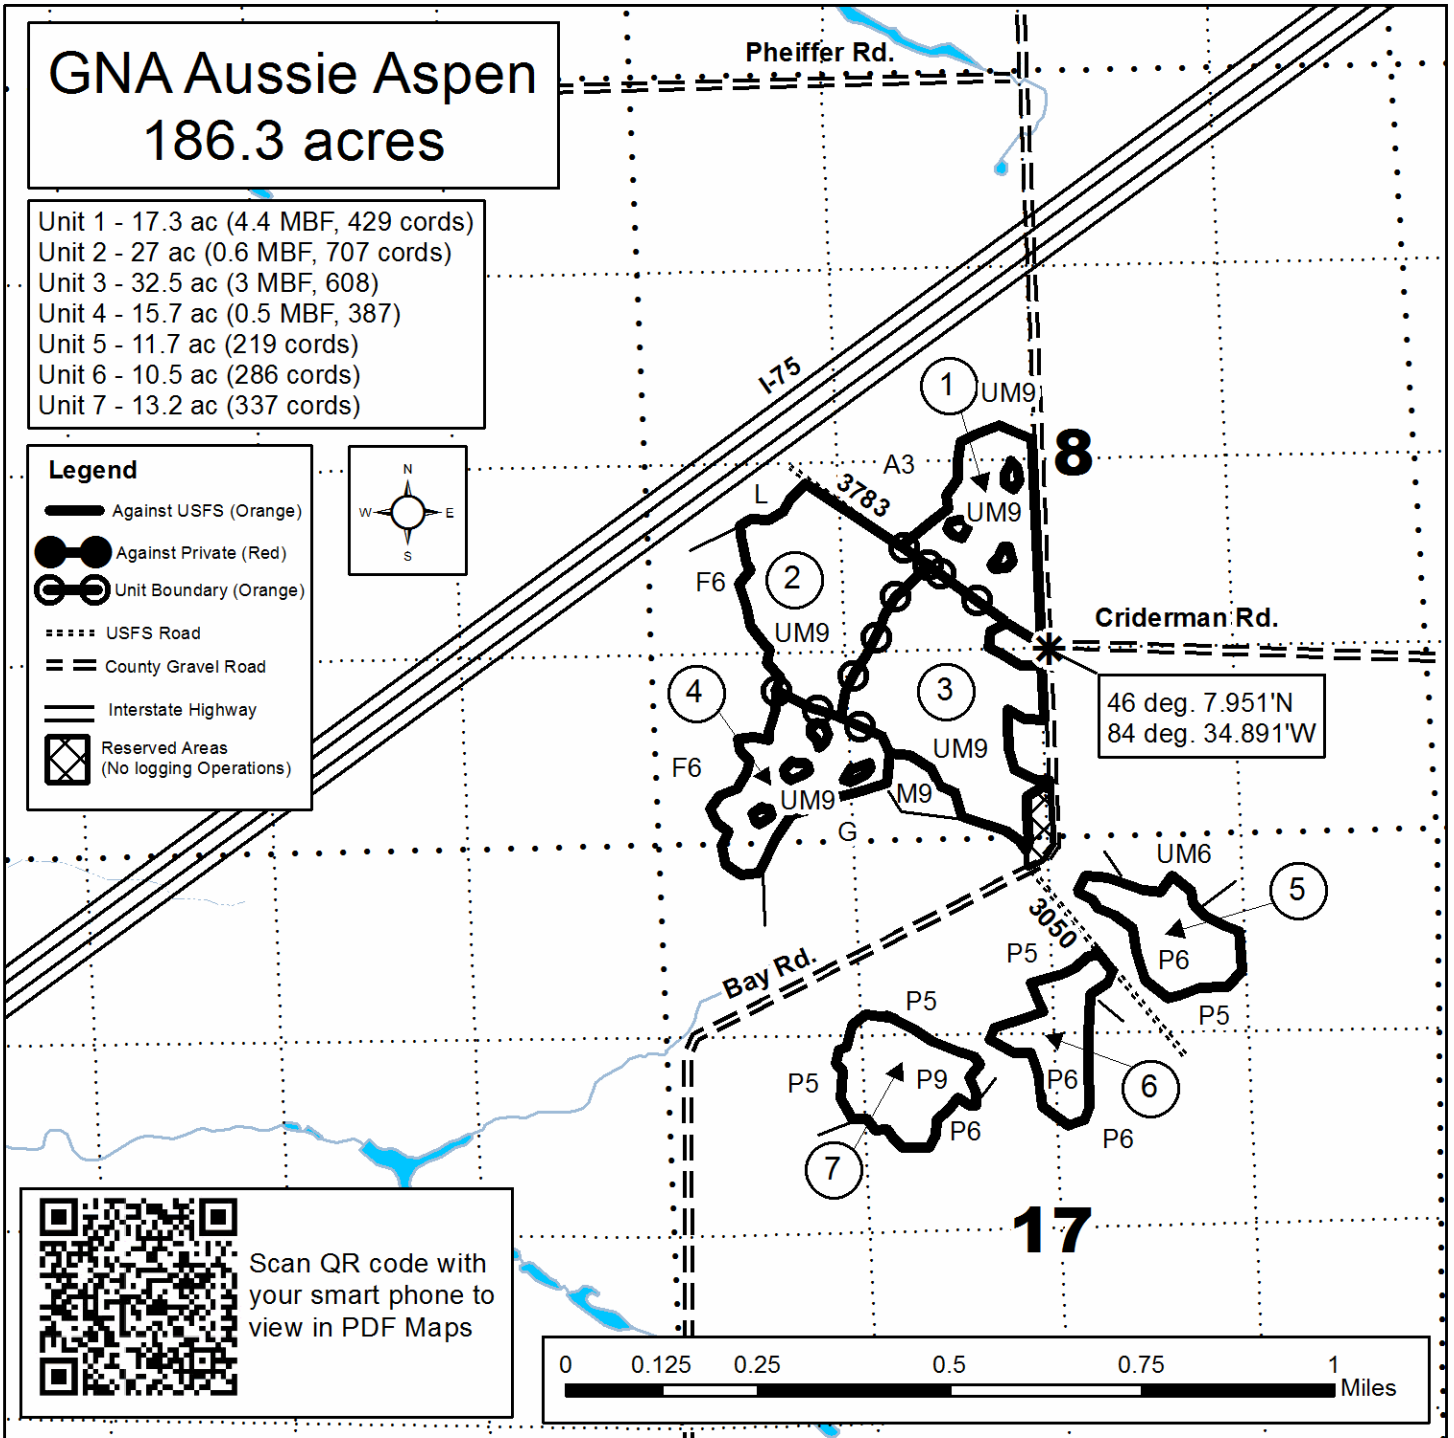 GNA Aussie Aspen
186.3 acres
Pheiffer Rd.
Unit 1 - 17.3 ac (4.4 MBF, 429 cords)
Unit 2 - 27 ac (0.6 MBF, 707 cords)
Unit 3 - 32.5 ac (3 MBF, 608)
Unit 4 - 15.7 ac (0.5 MBF, 387)
Unit 5 - 11.7 ac (219 cords)
Unit 6 - 10.5 ac (286 cords)
Unit 7 - 13.2 ac (337 cords)
Legend
Against USFS (Orange)
Against Private (Red)
Unit Boundary (Orange)
USFS Road
County Gravel Road
Interstate Highway
Reserved Areas
(No logging Operations)
N
W E
S
I-75
1 UM9
8
A3
3783
L
UM9
2
F6
UM9
Criderman Rd.
4
3
46 deg. 7.951'N
84 deg. 34.891'W
UM9
F6
UM9
M9
G
UM6
5
3050
P5
P6
Bay Rd.
P5
P5
P5
P9
P6
6
P6
P6
7
17
Scan QR code with
your smart phone to
view in PDF Maps
0 0.125 0.25 0.5 0.75 1
Miles